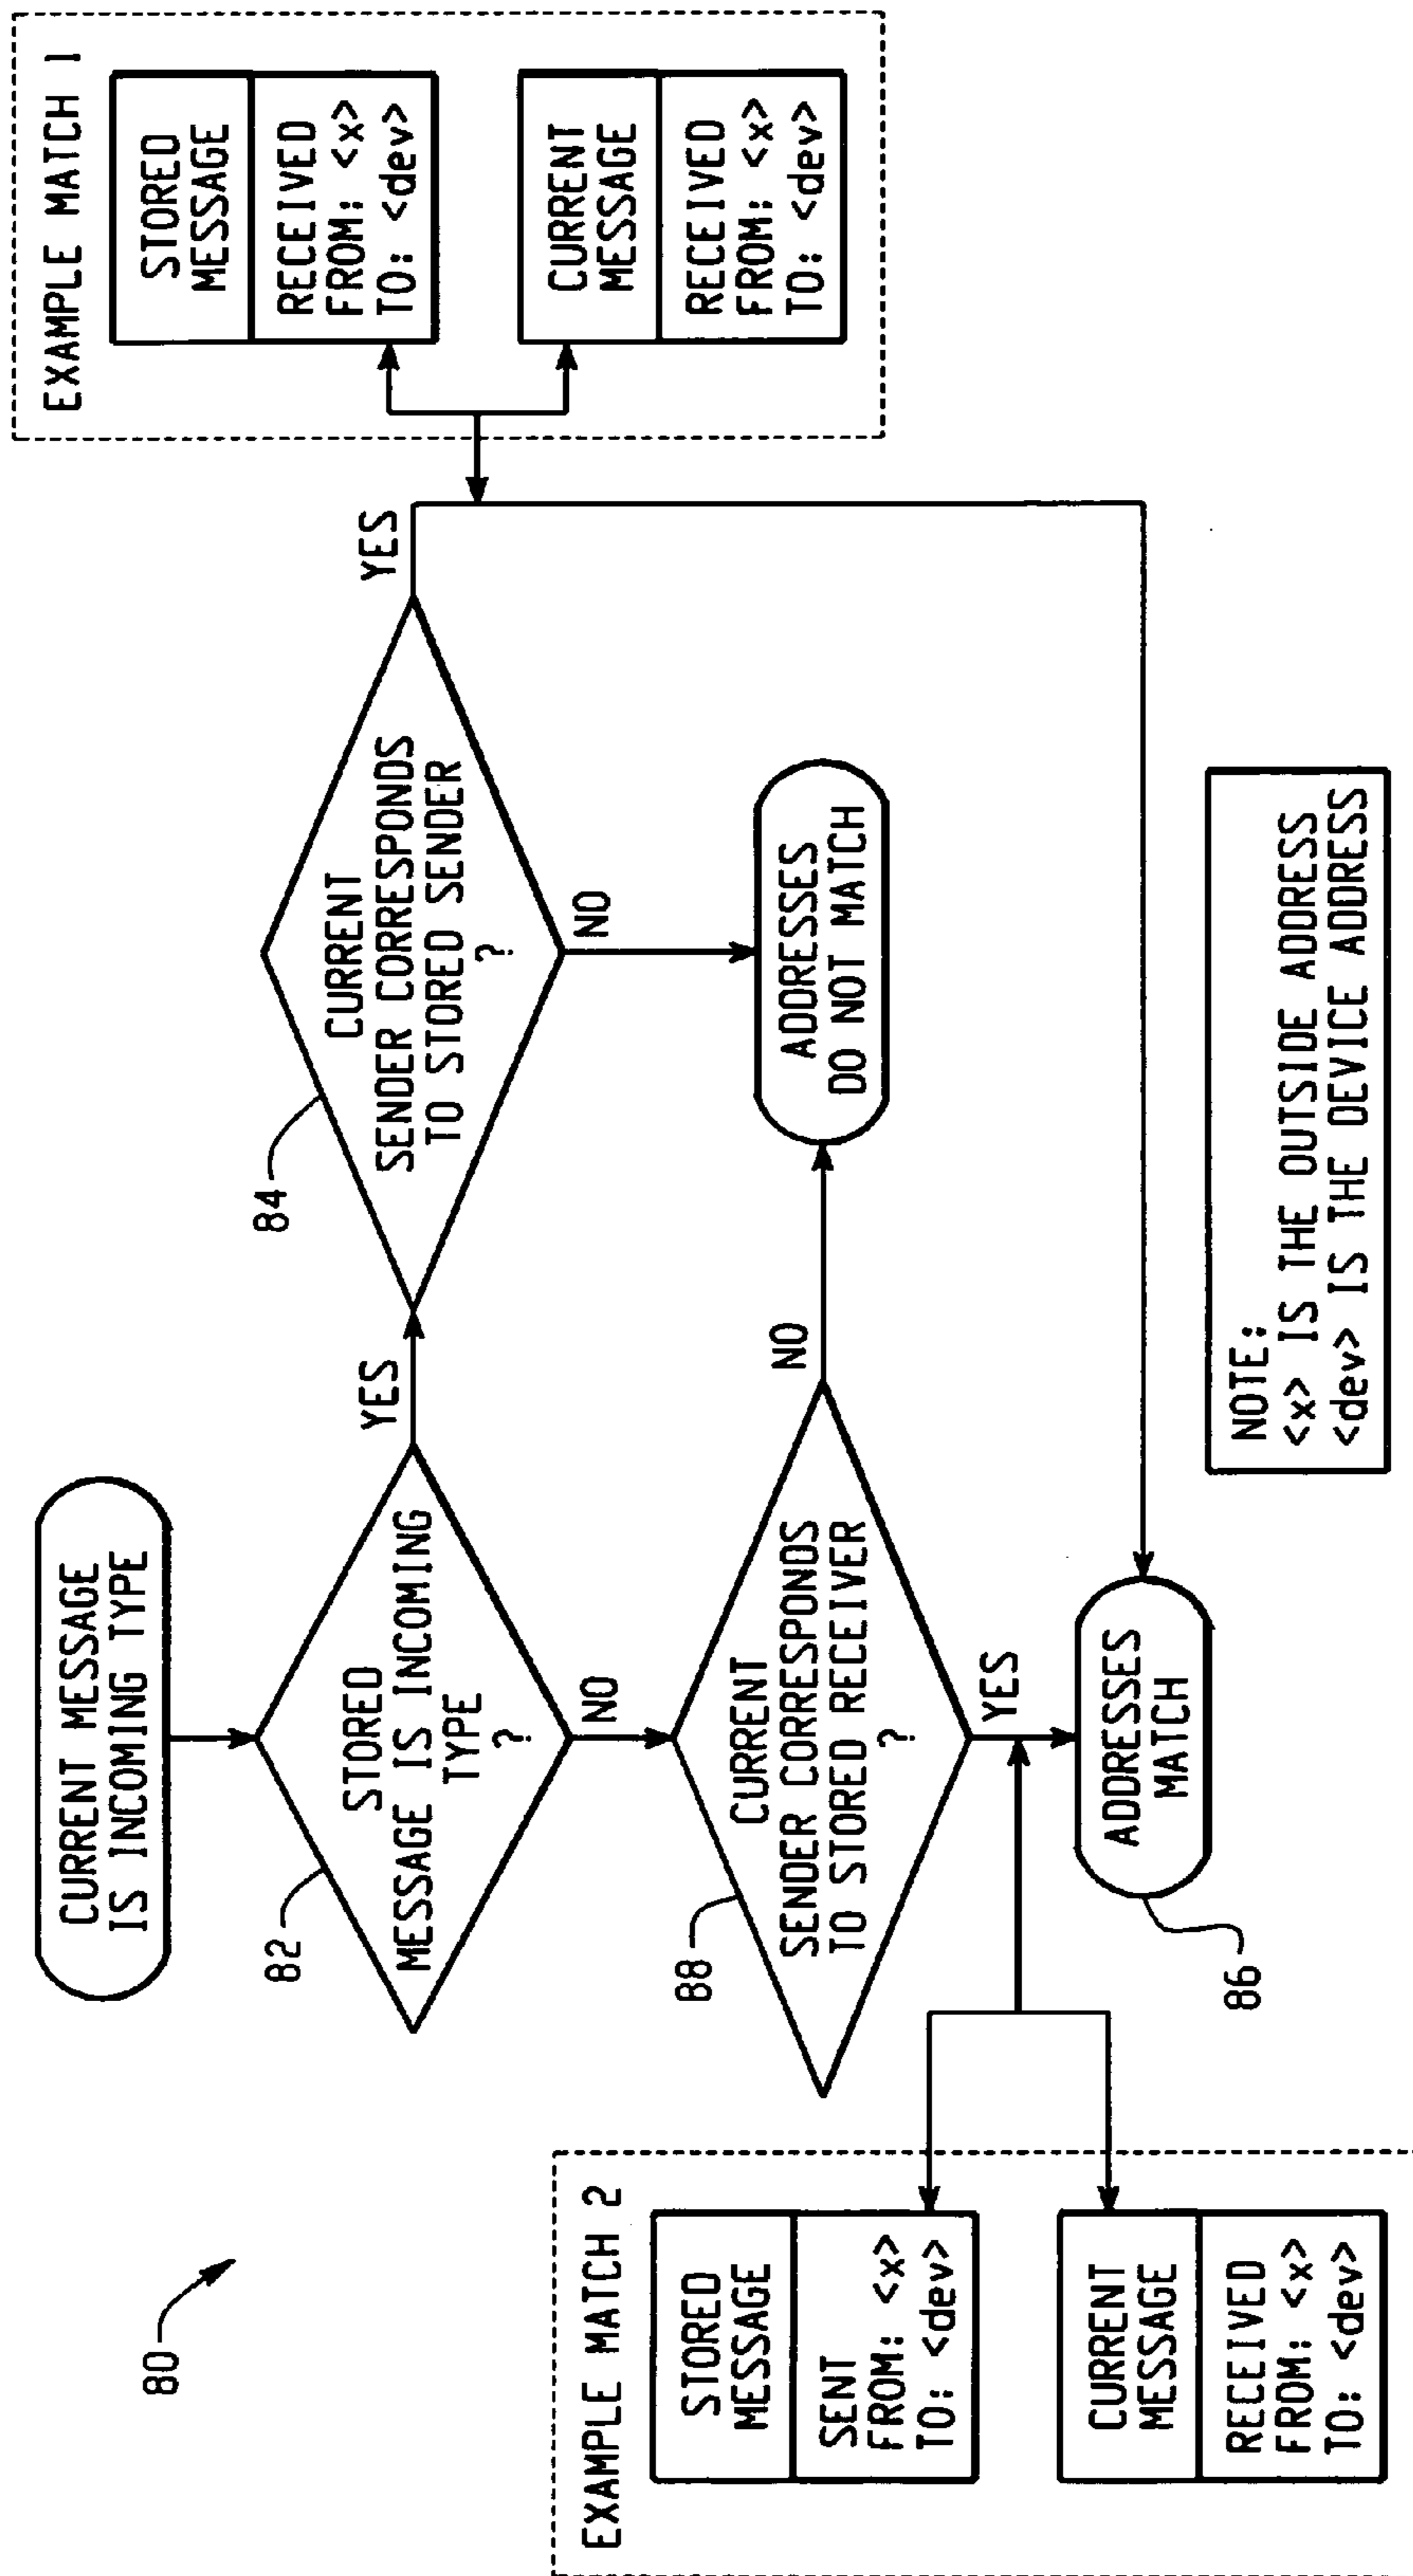 80
CURRENT MESSAGE
IS INCOMING TYPE
82
STORED
MESSAGE IS INCOMING
TYPE
?
YES
NO
84
CURRENT
SENDER CORRESPONDS
TO STORED SENDER
?
YES
NO
EXAMPLE MATCH 1
STORED
MESSAGE
RECEIVED
FROM: <x>
TO: <dev>
CURRENT
MESSAGE
RECEIVED
FROM: <x>
TO: <dev>
88
CURRENT
SENDER CORRESPONDS
TO STORED RECEIVER
?
NO
YES
ADDRESSES
DO NOT MATCH
EXAMPLE MATCH 2
STORED
MESSAGE
SENT
FROM: <x>
TO: <dev>
CURRENT
MESSAGE
RECEIVED
FROM: <x>
TO: <dev>
ADDRESSES
MATCH
86
NOTE:
<x> IS THE OUTSIDE ADDRESS
<dev> IS THE DEVICE ADDRESS